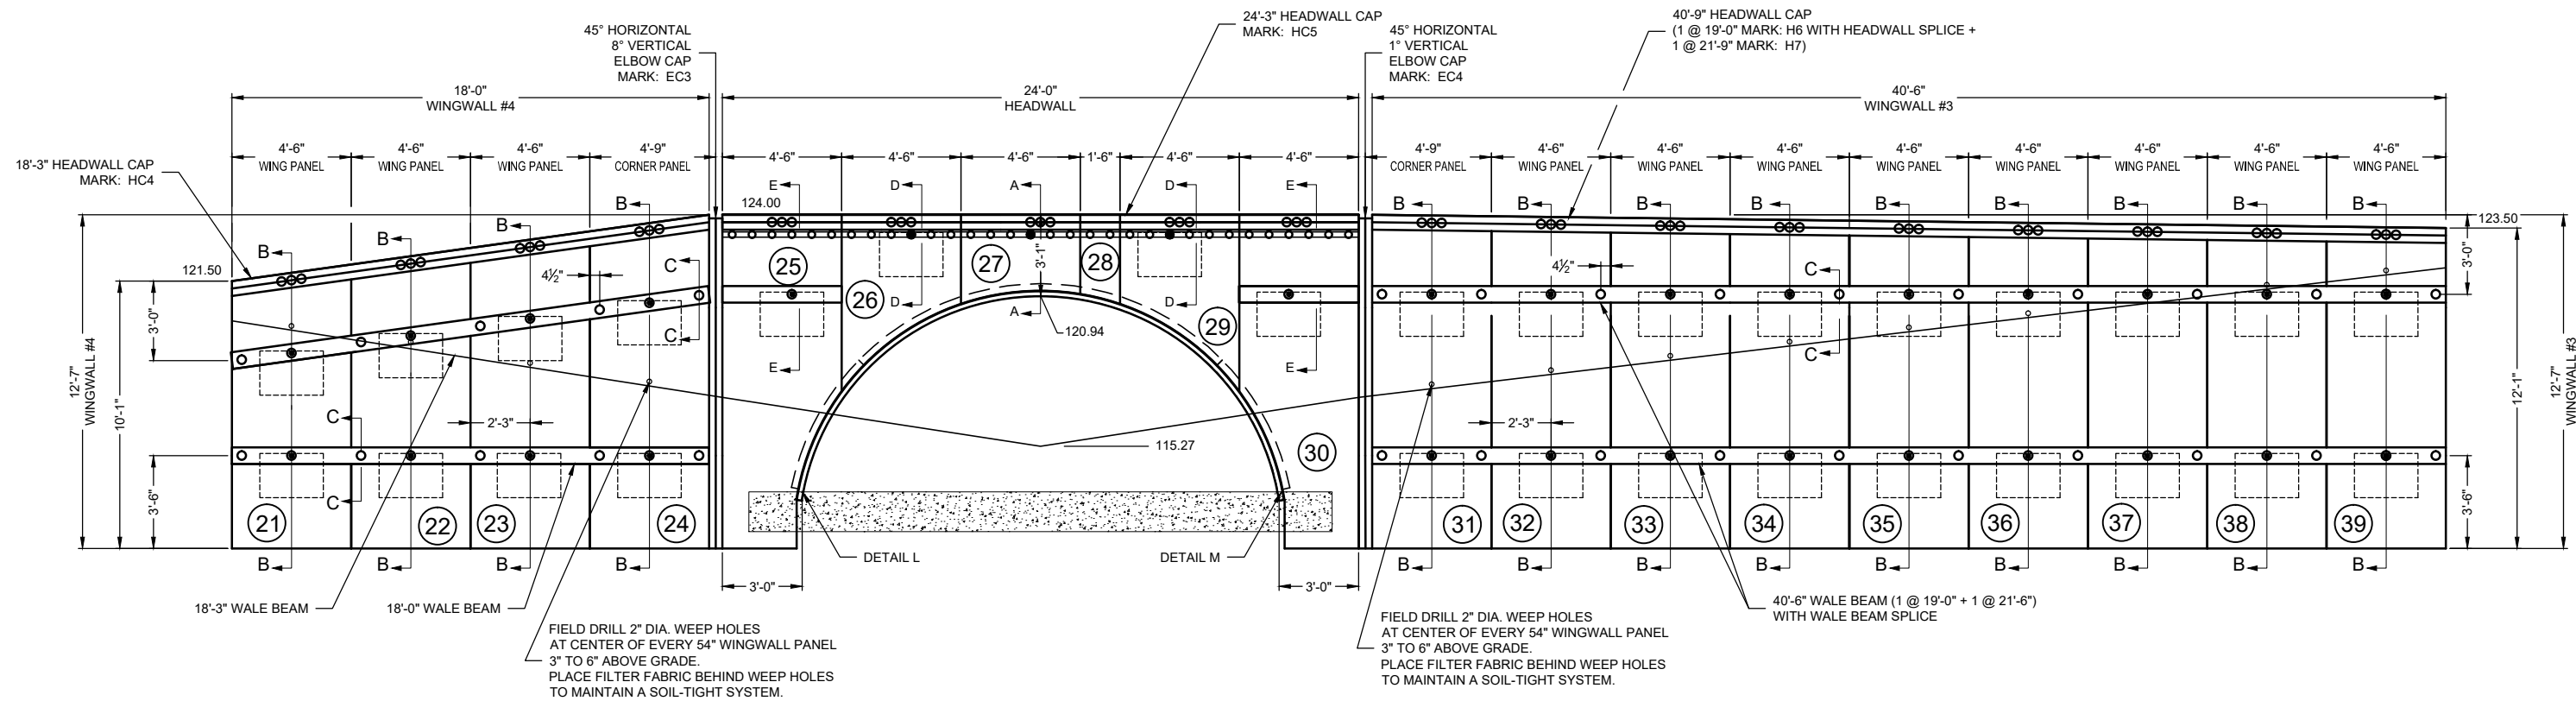 45° HORIZONTAL
8° VERTICAL
ELBOW CAP
MARK: EC3
24'-3" HEADWALL CAP
MARK: HC5
45° HORIZONTAL
1° VERTICAL
ELBOW CAP
MARK: EC4
40'-9" HEADWALL CAP
(1 @ 19'-0" MARK: H6 WITH HEADWALL SPLICE +
1 @ 21'-9" MARK: H7)
18'-0"
WINGWALL #4
24'-0"
HEADWALL
40'-6"
WINGWALL #3
18'-3" HEADWALL CAP
MARK: HC4
4'-6"
WING PANEL
4'-6"
WING PANEL
4'-6"
WING PANEL
4'-9"
CORNER PANEL
4'-6"
4'-6"
4'-6"
1'-6"
4'-6"
4'-6"
4'-9"
CORNER PANEL
4'-6"
WING PANEL
4'-6"
WING PANEL
4'-6"
WING PANEL
4'-6"
WING PANEL
4'-6"
WING PANEL
4'-6"
WING PANEL
4'-6"
WING PANEL
4'-6"
WING PANEL
E
D
A
D
E
B
B
B
B
B
B
B
B
B
B
B
B
B
124.00
123.50
121.50
4½"
C
C
25
26
27
28
29
3'-1"
D
A
D
E
E
120.94
4½"
C
C
3'-0"
3'-0"
12'-7"
WINGWALL #4
10'-1"
12'-1"
12'-7"
WINGWALL #3
C
C
2'-3"
2'-3"
115.27
30
3'-6"
3'-6"
21
22
23
24
31
32
33
34
35
36
37
38
39
B
B
B
B
B
B
B
B
B
B
B
B
B
DETAIL L
DETAIL M
3'-0"
3'-0"
18'-3" WALE BEAM
18'-0" WALE BEAM
40'-6" WALE BEAM (1 @ 19'-0" + 1 @ 21'-6")
WITH WALE BEAM SPLICE
FIELD DRILL 2" DIA. WEEP HOLES
AT CENTER OF EVERY 54" WINGWALL PANEL
3" TO 6" ABOVE GRADE.
PLACE FILTER FABRIC BEHIND WEEP HOLES
TO MAINTAIN A SOIL-TIGHT SYSTEM.
FIELD DRILL 2" DIA. WEEP HOLES
AT CENTER OF EVERY 54" WINGWALL PANEL
3" TO 6" ABOVE GRADE.
PLACE FILTER FABRIC BEHIND WEEP HOLES
TO MAINTAIN A SOIL-TIGHT SYSTEM.